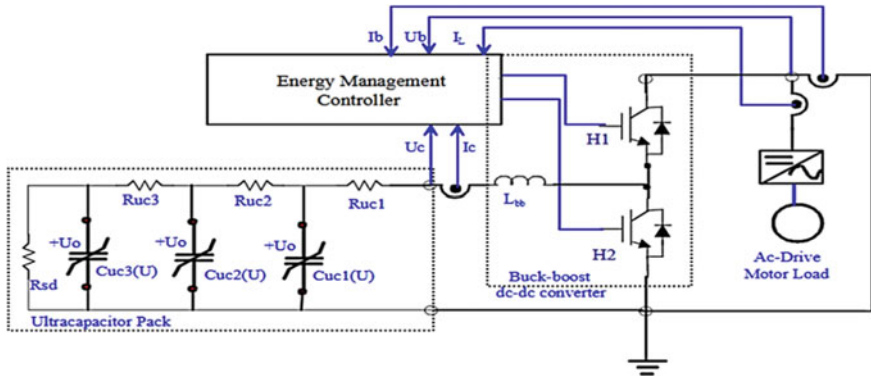 Ib Ub IL
Energy Management
Controller
Uc Ic
H1
Ruc3 Ruc2 Ruc1
Lbb
+Uo +Uo +Uo
Rsd Cuc3(U) Cuc2(U) Cuc1(U)
H2
Buck-boost
dc-dc converter
Ac-Drive
Motor Load
Ultracapacitor Pack